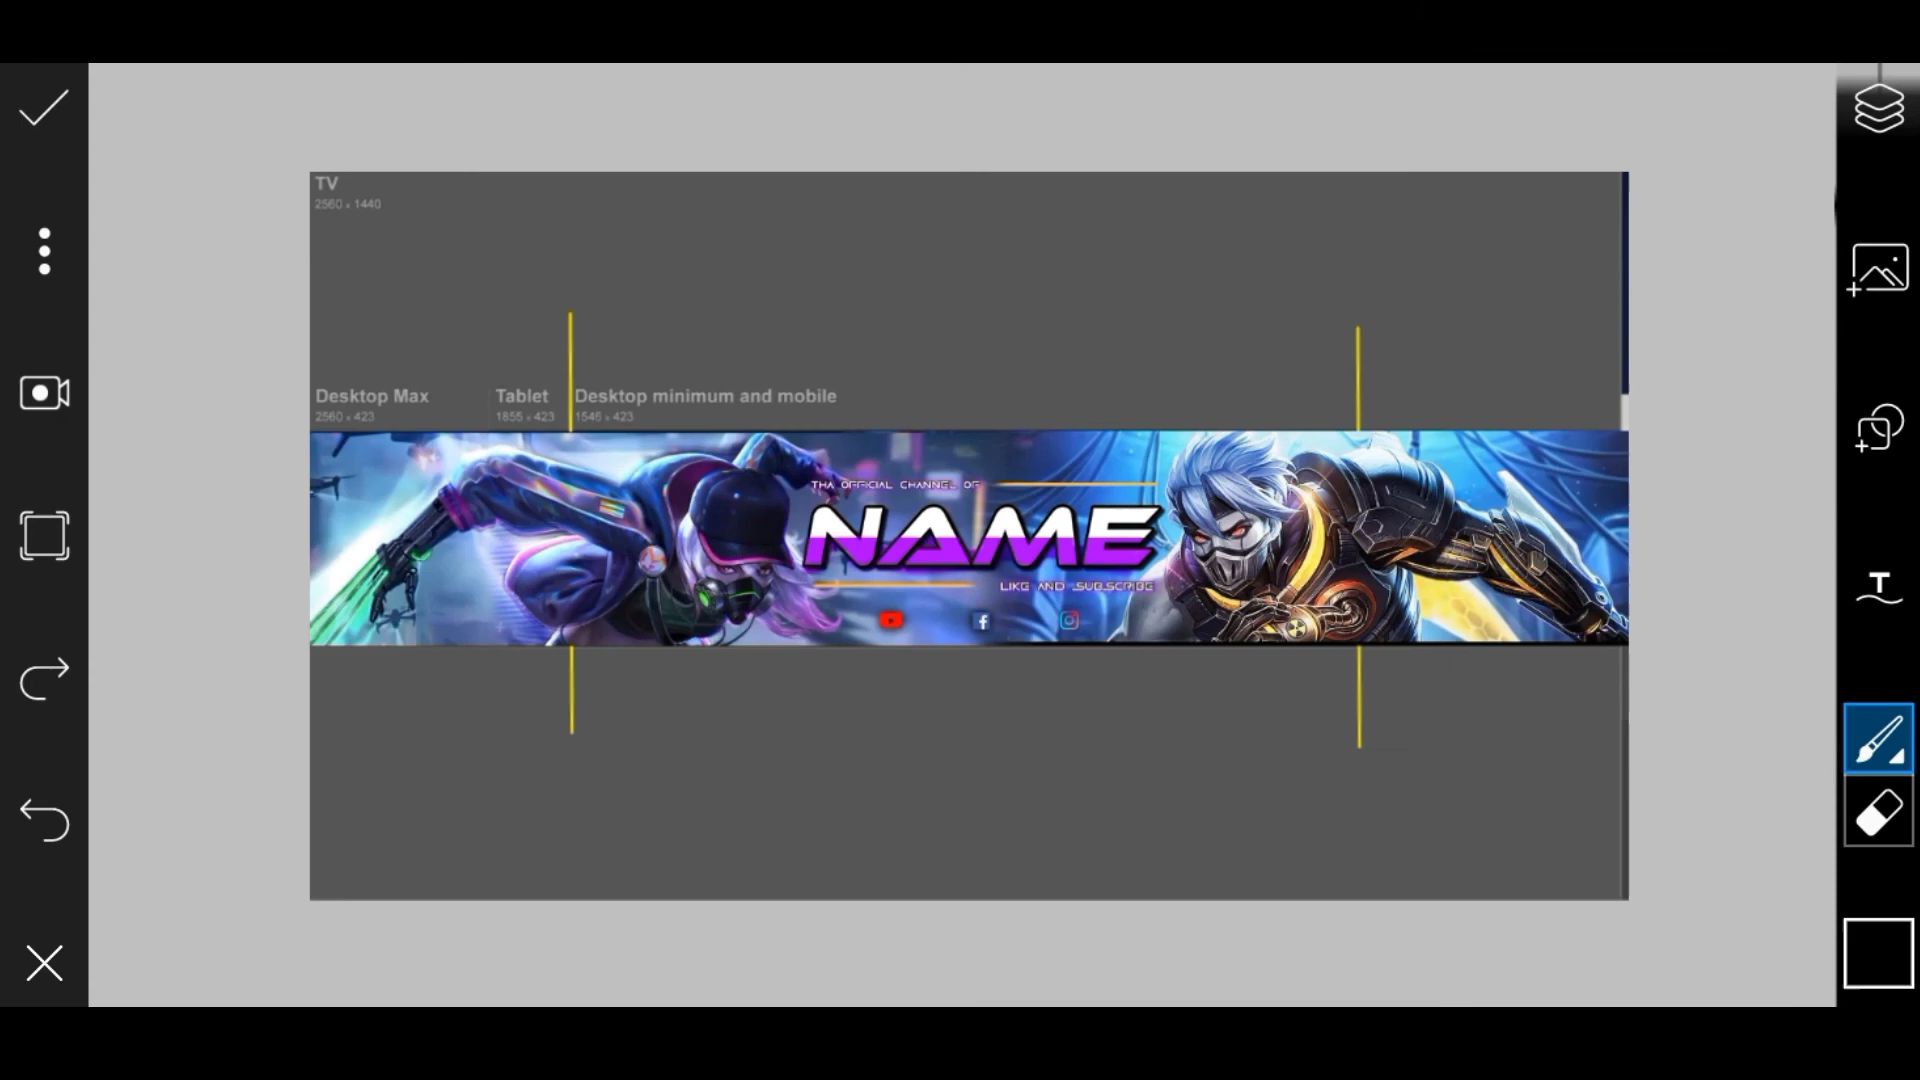 TV
2560 x 1440
Desktop Max
Tablet
Desktop minimum and mobile
2560 x 423
1855 x 423
1546 x 423
THA OFFICIAL CHANNEL OF
NAME
LIKE AND SUBSCRIBE